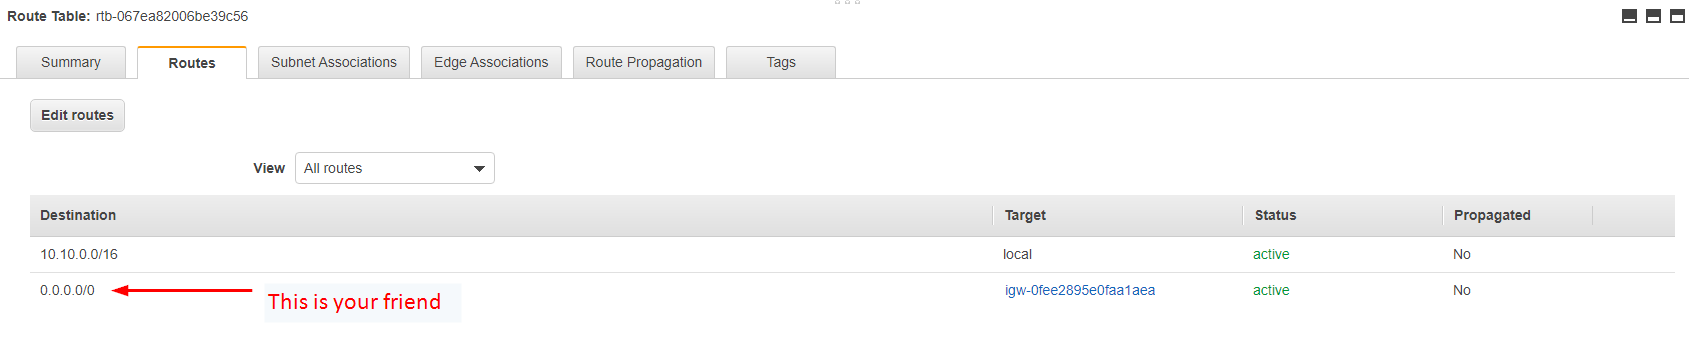 Route Table: rtb-067ea82006be39c56
Summary Routes Subnet Associations Edge Associations Route Propagation Tags
Edit routes
View All routes
Destination Target Status Propagated
10.10.0.0/16 local active No
0.0.0.0/0 This is your friend igw-0fee2895e0faa1aea active No